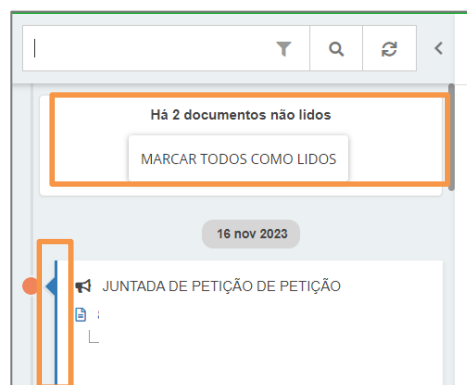 Há 2 documentos não lidos
MARCAR TODOS COMO LIDOS
16 nov 2023
JUNTADA DE PETIÇÃO DE PETIÇÃO